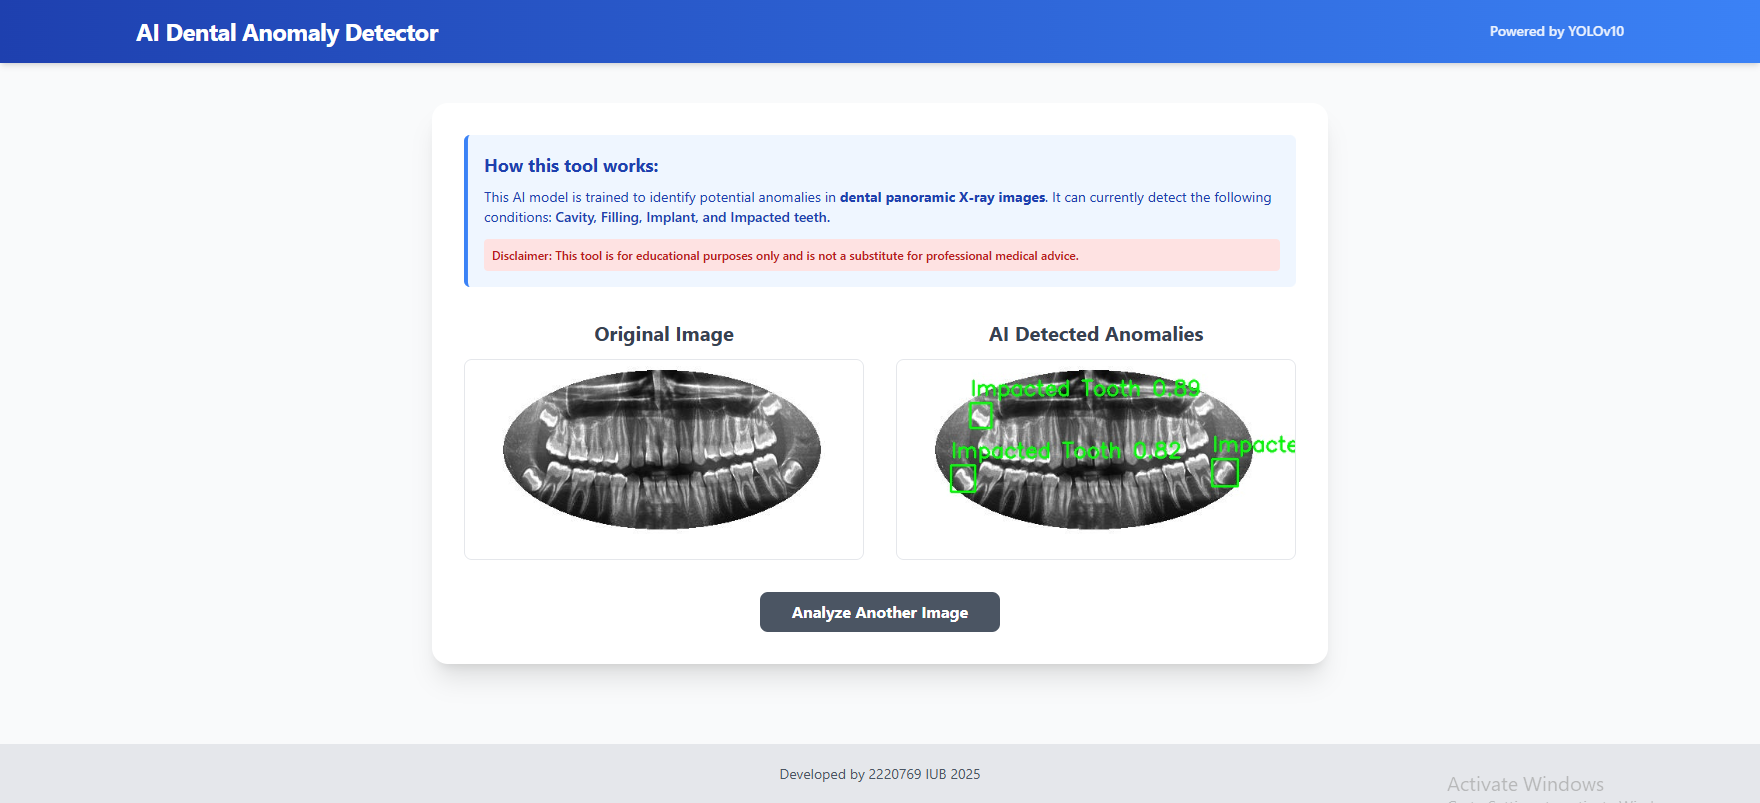 AI Dental Anomaly Detector
Powered by YOLOv10
How this tool works:
This AI model is trained to identify potential anomalies in dental panoramic X-ray images. It can currently detect the following
conditions: Cavity, Filling, Implant, and Impacted teeth.
Disclaimer: This tool is for educational purposes only and is not a substitute for professional medical advice.
Original Image
AI Detected Anomalies
Impacted Tooth 0.89
Impacted Tooth 0.82
Impacte
Analyze Another Image
Developed by 2220769 IUB 2025
Activate Windows